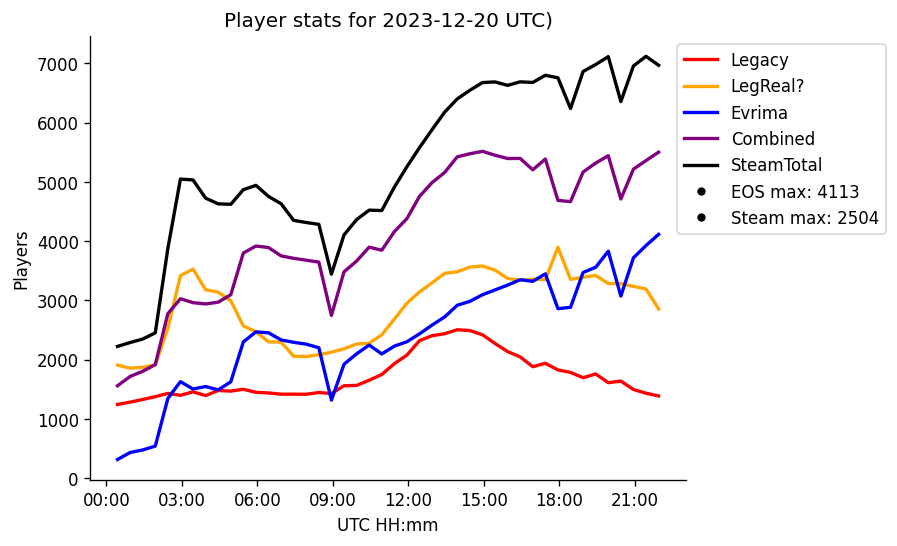 Player stats for 2023-12-20 UTC)
Players
7000
6000
5000
4000
3000
2000
1000
0
00:00 03:00 06:00 09:00 12:00 15:00 18:00 21:00
UTC HH:mm
Legacy
LegReal?
Evrima
Combined
SteamTotal
EOS max: 4113
Steam max: 2504